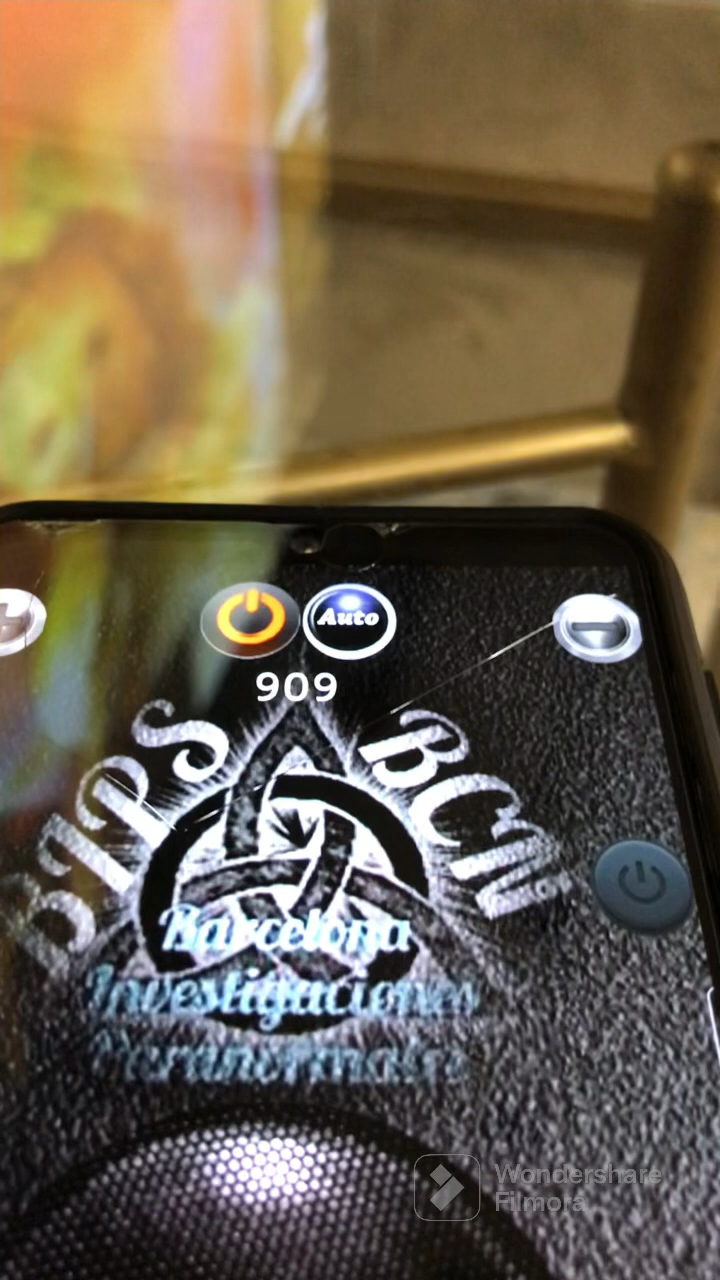 Auto
909
BIPS BCN
Barcelona
Investigaciones
Paranormales
Wondershare
Filmora